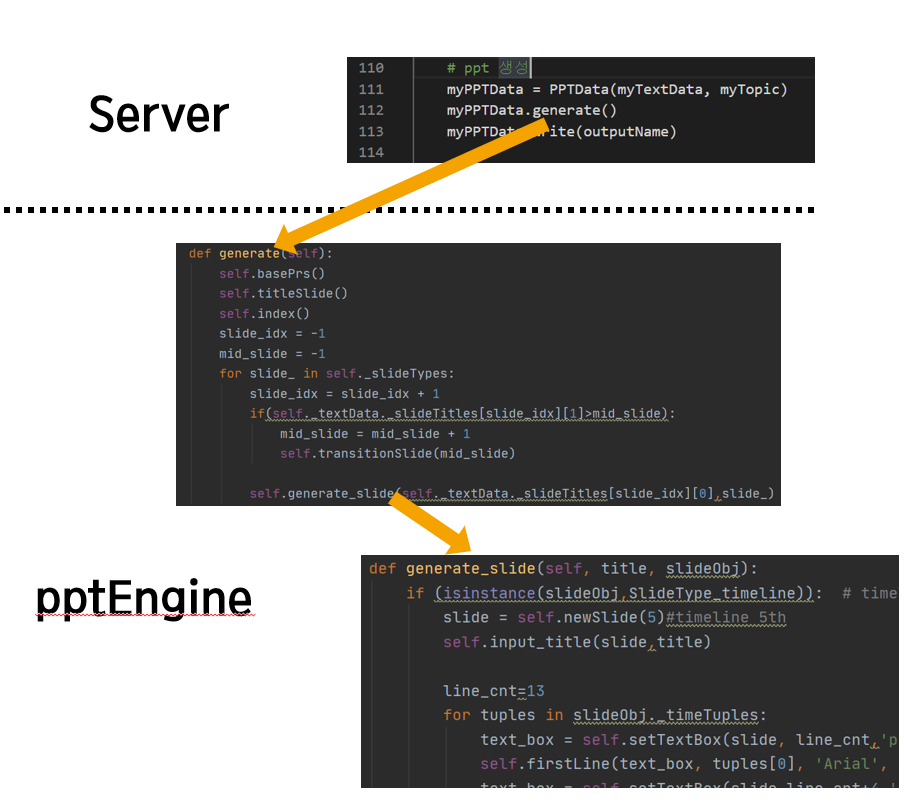 Server
110 # ppt 생성
111 myPPTData = PPTData(myTextData, myTopic)
112 myPPTData.generate()
113 (outputName)
114
def generate(self):
self.basePrs()
self.titleSlide()
self.index()
slide_idx = -1
mid_slide = -1
for slide_ in self._slideTypes:
slide_idx = slide_idx + 1
if(self._textData._slideTitles[slide_idx][1]>mid_slide):
mid_slide = mid_slide + 1
self.transitionSlide(mid_slide)
self.generate_slide(self._textData._slideTitles[slide_idx][0],slide_)
pptEngine
def generate_slide(self, title, slideObj):
if (isinstance(slideObj,SlideType_timeline)): # time
slide = self.newSlide(5)#timeline 5th
self.input_title(slide,title)
line_cnt=13
for tuples in slideObj._timeTuples:
text_box = self.setTextBox(slide, line_cnt,'p
self.firstLine(text_box, tuples[0], 'Arial',